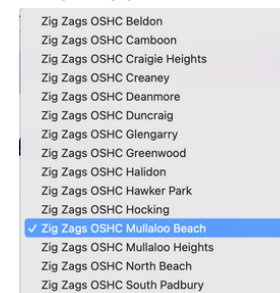 Zig Zags OSHC Beldon
Zig Zags OSHC Camboon
Zig Zags OSHC Craigie Heights
Zig Zags OSHC Creaney
Zig Zags OSHC Deanmore
Zig Zags OSHC Duncraig
Zig Zags OSHC Glengarry
Zig Zags OSHC Greenwood
Zig Zags OSHC Halidon
Zig Zags OSHC Hawker Park
Zig Zags OSHC Hocking
✓ Zig Zags OSHC Mullaloo Beach
Zig Zags OSHC Mullaloo Heights
Zig Zags OSHC North Beach
Zig Zags OSHC South Padbury